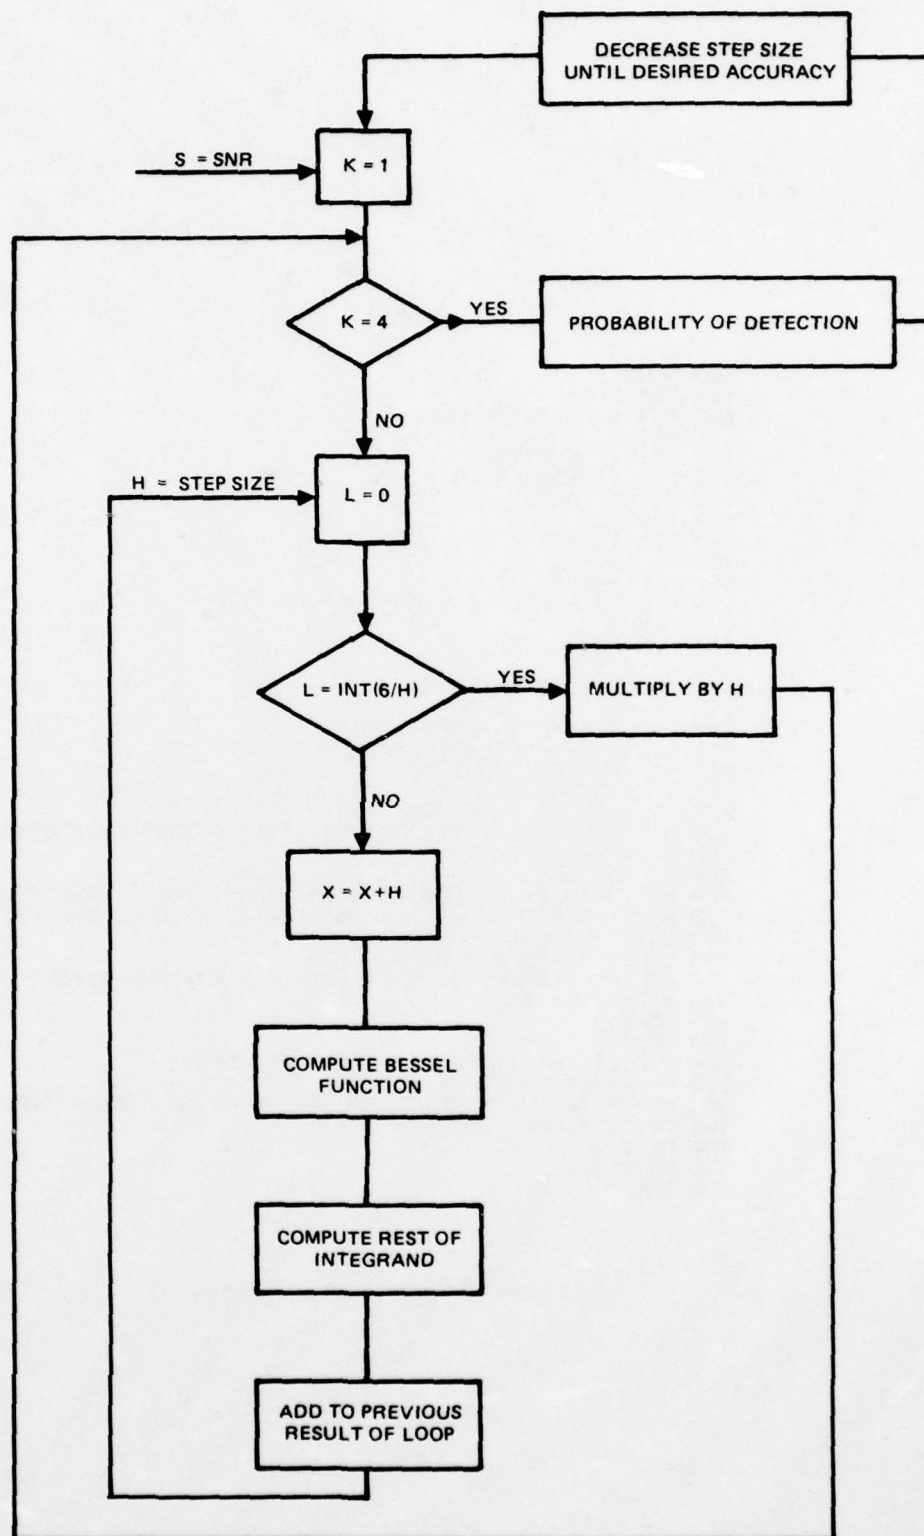 DECREASE STEP SIZE
UNTIL DESIRED ACCURACY
S = SNR
K = 1
K = 4
YES
PROBABILITY OF DETECTION
NO
H = STEP SIZE
L = 0
L = INT(6/H)
YES
MULTIPLY BY H
NO
X = X+H
COMPUTE BESSEL
FUNCTION
COMPUTE REST OF
INTEGRAND
ADD TO PREVIOUS
RESULT OF LOOP